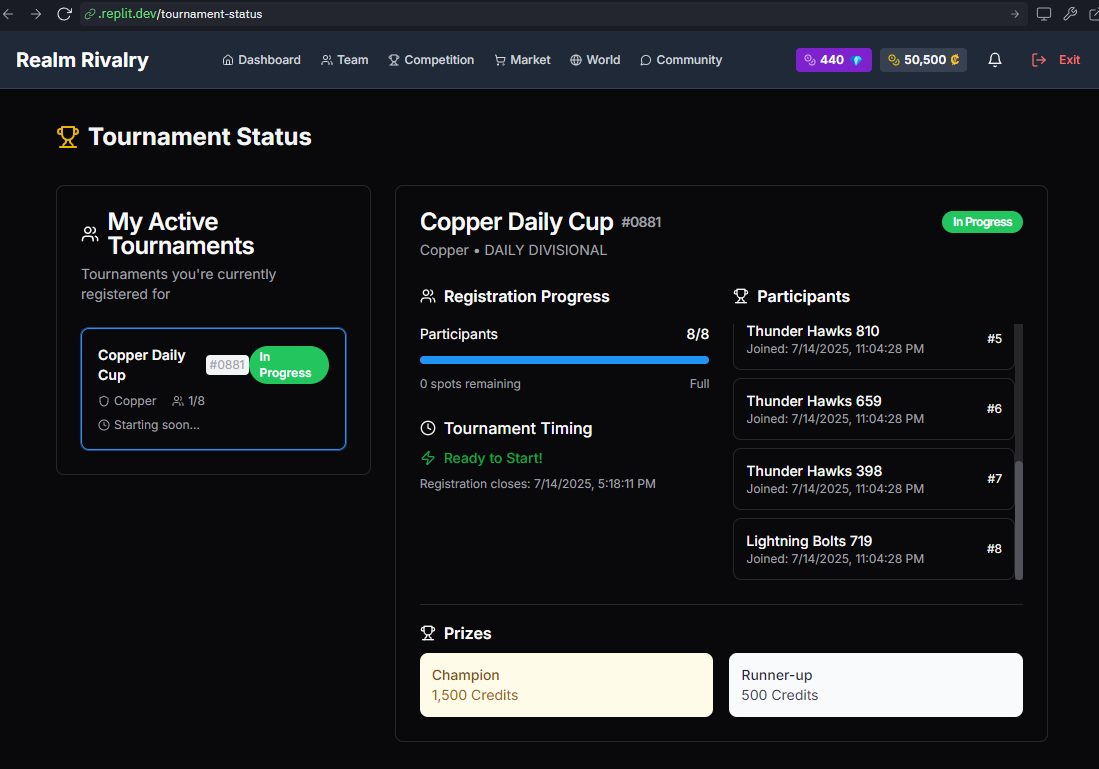 .replit.dev/tournament-status
Realm Rivalry
Dashboard
Team
Competition
Market
World
Community
440
50,500 ₡
Exit
Tournament Status
My Active
Tournaments
Tournaments you're currently
registered for
Copper Daily
Cup
#0881
In
Progress
Copper
1/8
Starting soon...
Copper Daily Cup #0881
In Progress
Copper • DAILY DIVISIONAL
Registration Progress
Participants 8/8
0 spots remaining Full
Tournament Timing
Ready to Start!
Registration closes: 7/14/2025, 5:18:11 PM
Participants
Thunder Hawks 810
Joined: 7/14/2025, 11:04:28 PM
#5
Thunder Hawks 659
Joined: 7/14/2025, 11:04:28 PM
#6
Thunder Hawks 398
Joined: 7/14/2025, 11:04:28 PM
#7
Lightning Bolts 719
Joined: 7/14/2025, 11:04:28 PM
#8
Prizes
Champion
1,500 Credits
Runner-up
500 Credits